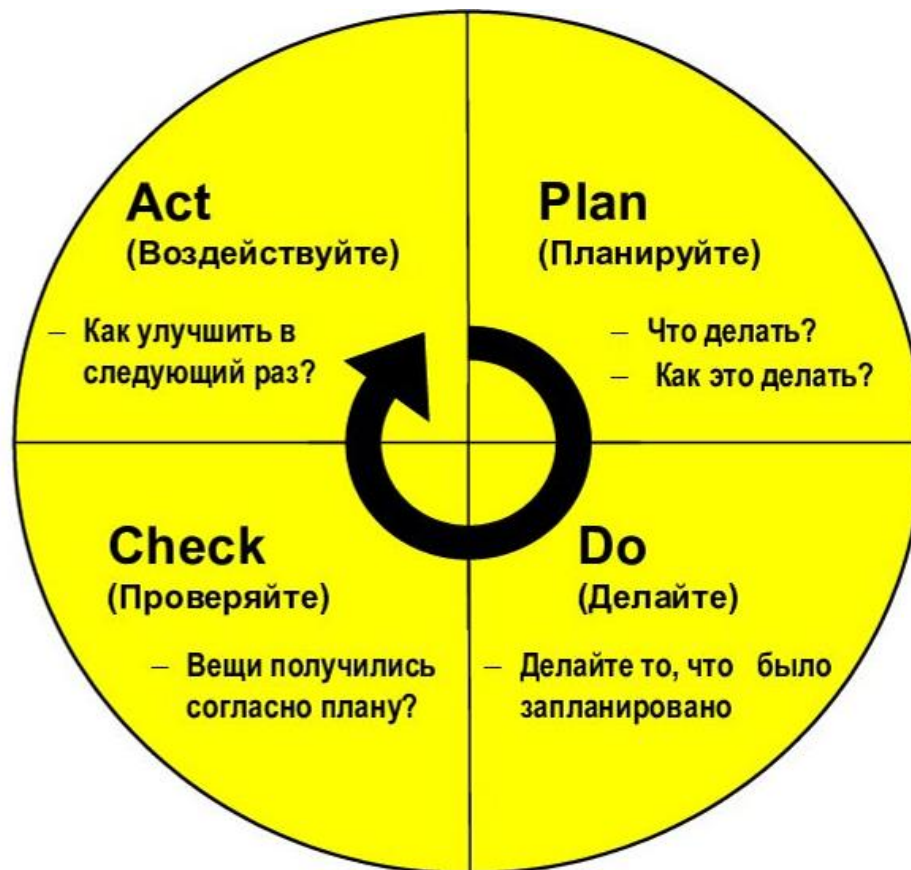 Act
(Воздействуйте)
– Как улучшить в
следующий раз?
Plan
(Планируйте)
– Что делать?
– Как это делать?
Check
(Проверяйте)
– Вещи получились
согласно плану?
Do
(Делайте)
– Делайте то, что было
запланировано